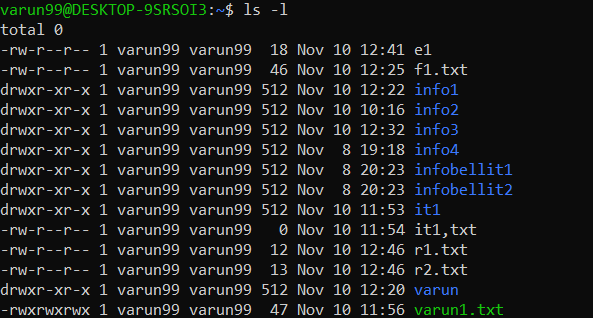 varun99@DESKTOP-9SRSOI3:~$ ls -l
total 0
-rw-r--r-- 1 varun99 varun99  18 Nov 10 12:41 e1
-rw-r--r-- 1 varun99 varun99  46 Nov 10 12:25 f1.txt
drwxr-xr-x 1 varun99 varun99 512 Nov 10 12:22 info1
drwxr-xr-x 1 varun99 varun99 512 Nov 10 10:16 info2
drwxr-xr-x 1 varun99 varun99 512 Nov 10 12:32 info3
drwxr-xr-x 1 varun99 varun99 512 Nov  8 19:18 info4
drwxr-xr-x 1 varun99 varun99 512 Nov  8 20:23 infobellit1
drwxr-xr-x 1 varun99 varun99 512 Nov  8 20:23 infobellit2
drwxr-xr-x 1 varun99 varun99 512 Nov 10 11:53 it1
-rw-r--r-- 1 varun99 varun99   0 Nov 10 11:54 it1,txt
-rw-r--r-- 1 varun99 varun99  12 Nov 10 12:46 r1.txt
-rw-r--r-- 1 varun99 varun99  13 Nov 10 12:46 r2.txt
drwxr-xr-x 1 varun99 varun99 512 Nov 10 12:20 varun
-rwxrwxrwx 1 varun99 varun99  47 Nov 10 11:56 varun1.txt